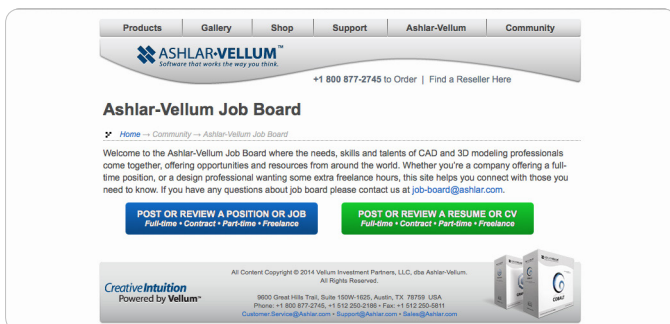 Products Gallery Shop Support Ashlar-Vellum Community
ASHLAR•VELLUM™
Software that works the way you think.
+1 800 877-2745 to Order | Find a Reseller Here
Ashlar-Vellum Job Board
Home → Community → Ashlar-Vellum Job Board
Welcome to the Ashlar-Vellum Job Board where the needs, skills and talents of CAD and 3D modeling professionals
come together, offering opportunities and resources from around the world. Whether you're a company offering a full-
time position, or a design professional wanting some extra freelance hours, this site helps you connect with those you
need to know. If you have any questions about job board please contact us at job-board@ashlar.com.
POST OR REVIEW A POSITION OR JOB
Full-time • Contract • Part-time • Freelance
POST OR REVIEW A RESUME OR CV
Full-time • Contract • Part-time • Freelance
Creative Intuition
Powered by Vellum™
All Content Copyright © 2014 Vellum Investment Partners, LLC, dba Ashlar-Vellum.
All Rights Reserved.
9600 Great Hills Trail, Suite 150W-1625, Austin, TX 78759 USA
Phone: +1 800 877-2745, +1 512 250-2186 • Fax: +1 512 250-5811
Customer.Service@Ashlar.com • Support@Ashlar.com • Sales@Ashlar.com
COBALT